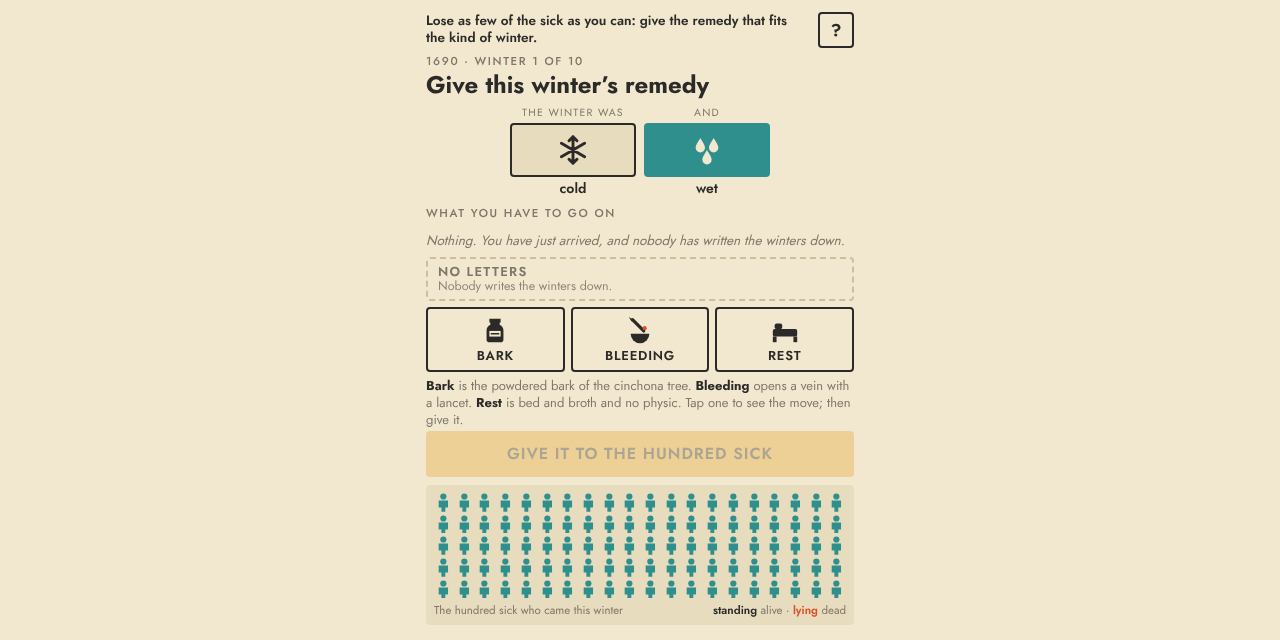 Lose as few of the sick as you can: give the remedy that fits
the kind of winter.
?
1690 · WINTER 1 OF 10
Give this winter’s remedy
THE WINTER WAS
AND
cold
wet
WHAT YOU HAVE TO GO ON
Nothing. You have just arrived, and nobody has written the winters down.
NO LETTERS
Nobody writes the winters down.
BARK
BLEEDING
REST
Bark is the powdered bark of the cinchona tree. Bleeding opens a vein with
a lancet. Rest is bed and broth and no physic. Tap one to see the move; then
give it.
GIVE IT TO THE HUNDRED SICK
The hundred sick who came this winter
standing alive · lying dead